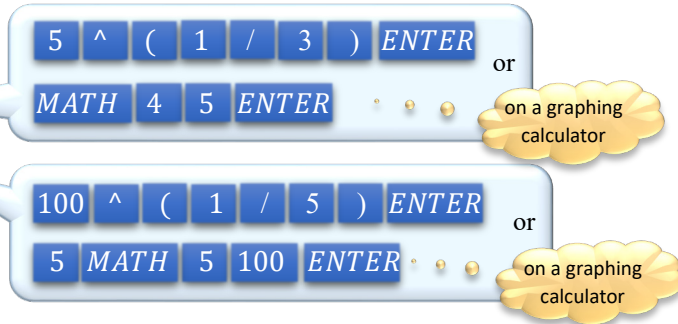 5 ^ ( 1 / 3 ) ENTER
or
MATH 4 5 ENTER
on a graphing
calculator
100 ^ ( 1 / 5 ) ENTER
or
5 MATH 5 100 ENTER
on a graphing
calculator